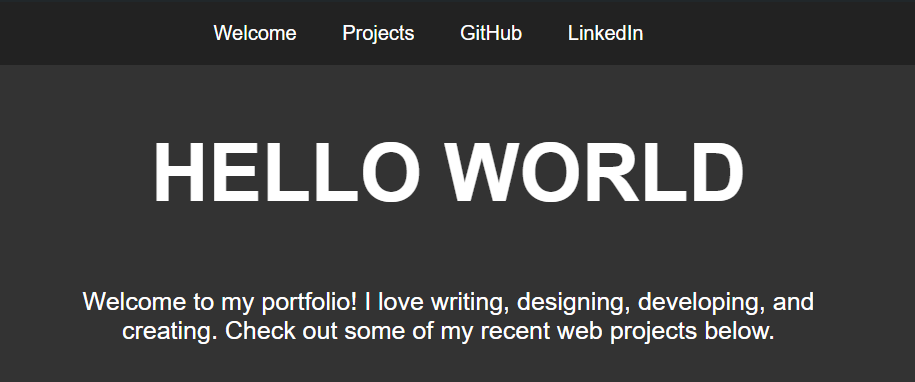 Welcome Projects GitHub LinkedIn
HELLO WORLD
Welcome to my portfolio! I love writing, designing, developing, and
creating. Check out some of my recent web projects below.